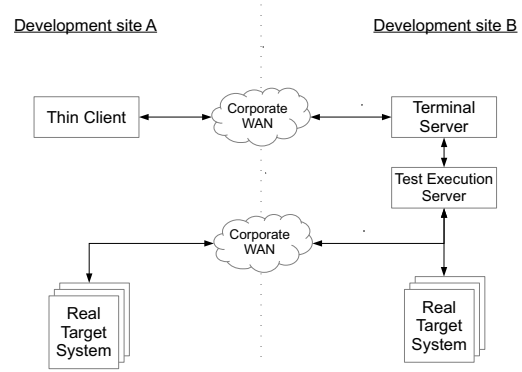 Development site A
Development site B
Thin Client
Corporate
WAN
Terminal
Server
Test Execution
Server
Corporate
WAN
Real
Target
System
Real
Target
System